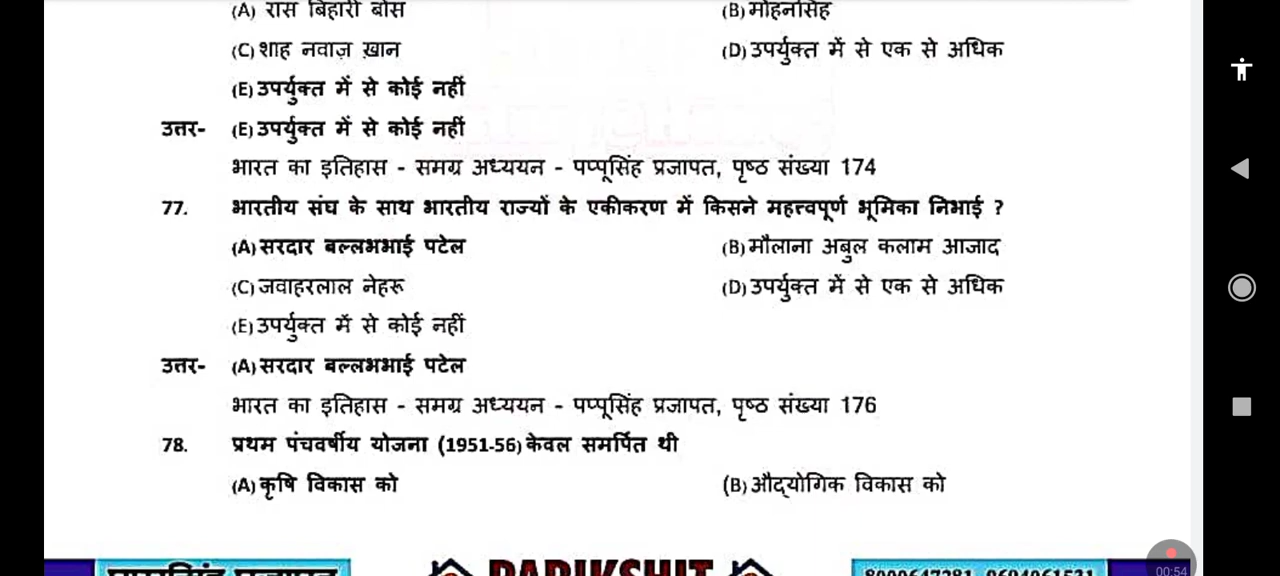 (A) रास बिहारी बोस (B) मोहनसिंह
(C) शाह नवाज़ ख़ान (D) उपर्युक्त में से एक से अधिक
(E) उपर्युक्त में से कोई नहीं
उत्तर- (E) उपर्युक्त में से कोई नहीं
भारत का इतिहास - समग्र अध्ययन - पप्पूसिंह प्रजापत, पृष्ठ संख्या 174
77. भारतीय संघ के साथ भारतीय राज्यों के एकीकरण में किसने महत्त्वपूर्ण भूमिका निभाई ?
(A) सरदार बल्लभभाई पटेल (B) मौलाना अबुल कलाम आजाद
(C) जवाहरलाल नेहरू (D) उपर्युक्त में से एक से अधिक
(E) उपर्युक्त में से कोई नहीं
उत्तर- (A) सरदार बल्लभभाई पटेल
भारत का इतिहास - समग्र अध्ययन - पप्पूसिंह प्रजापत, पृष्ठ संख्या 176
78. प्रथम पंचवर्षीय योजना (1951-56) केवल समर्पित थी
(A) कृषि विकास को (B) औद्योगिक विकास को
PARIKSHIT
00:54